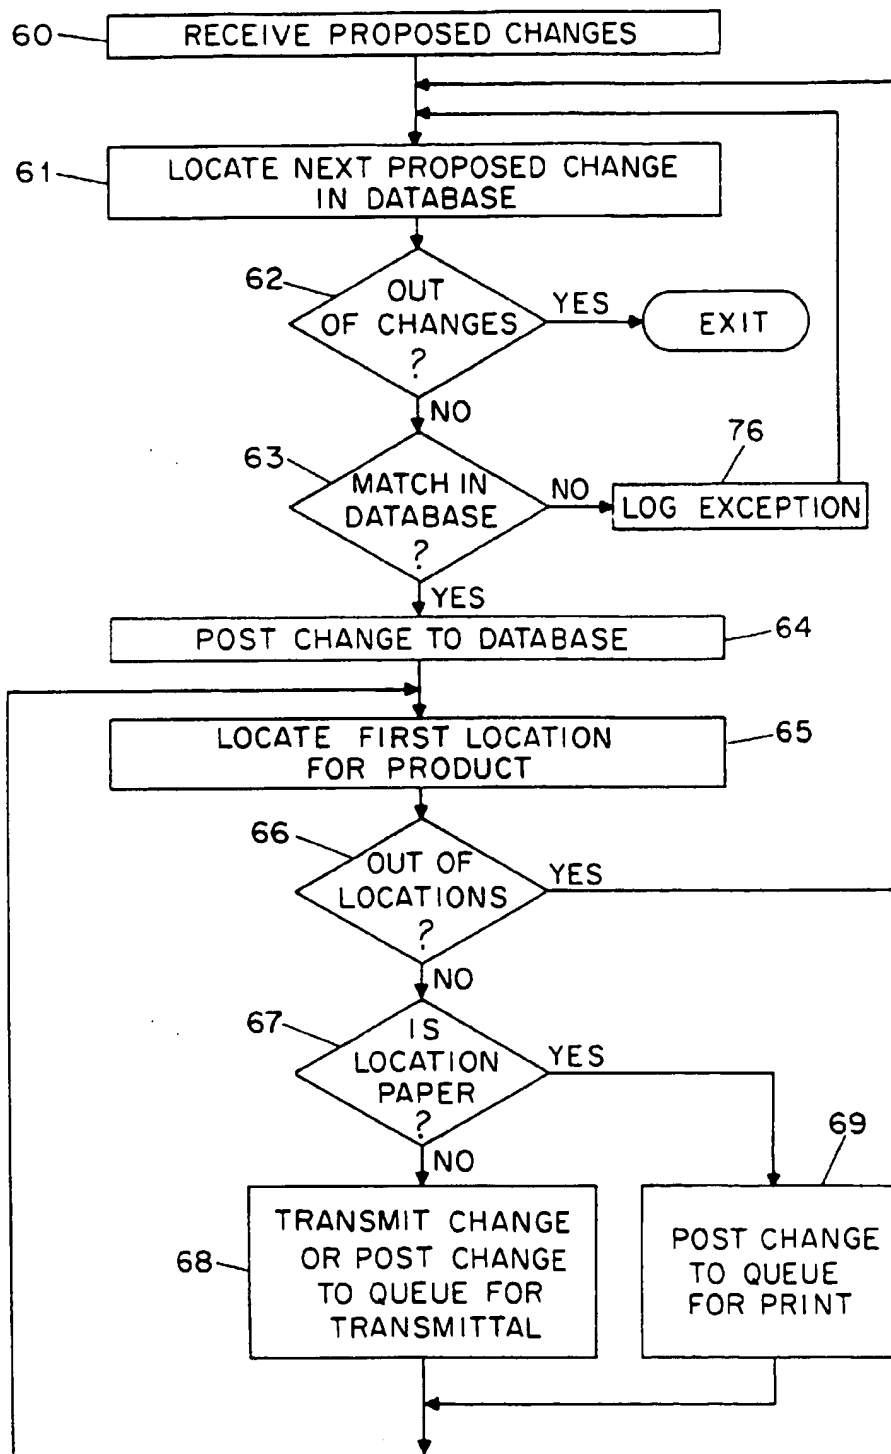 60
RECEIVE PROPOSED CHANGES
61
LOCATE NEXT PROPOSED CHANGE
IN DATABASE
62
OUT
OF CHANGES
?
YES
EXIT
NO
63
MATCH IN
DATABASE
?
NO
76
LOG EXCEPTION
YES
POST CHANGE TO DATABASE
64
LOCATE FIRST LOCATION
FOR PRODUCT
65
66
OUT OF
LOCATIONS
?
YES
NO
67
IS
LOCATION
PAPER
?
YES
NO
68
TRANSMIT CHANGE
OR POST CHANGE
TO QUEUE FOR
TRANSMITTAL
69
POST CHANGE
TO QUEUE
FOR PRINT